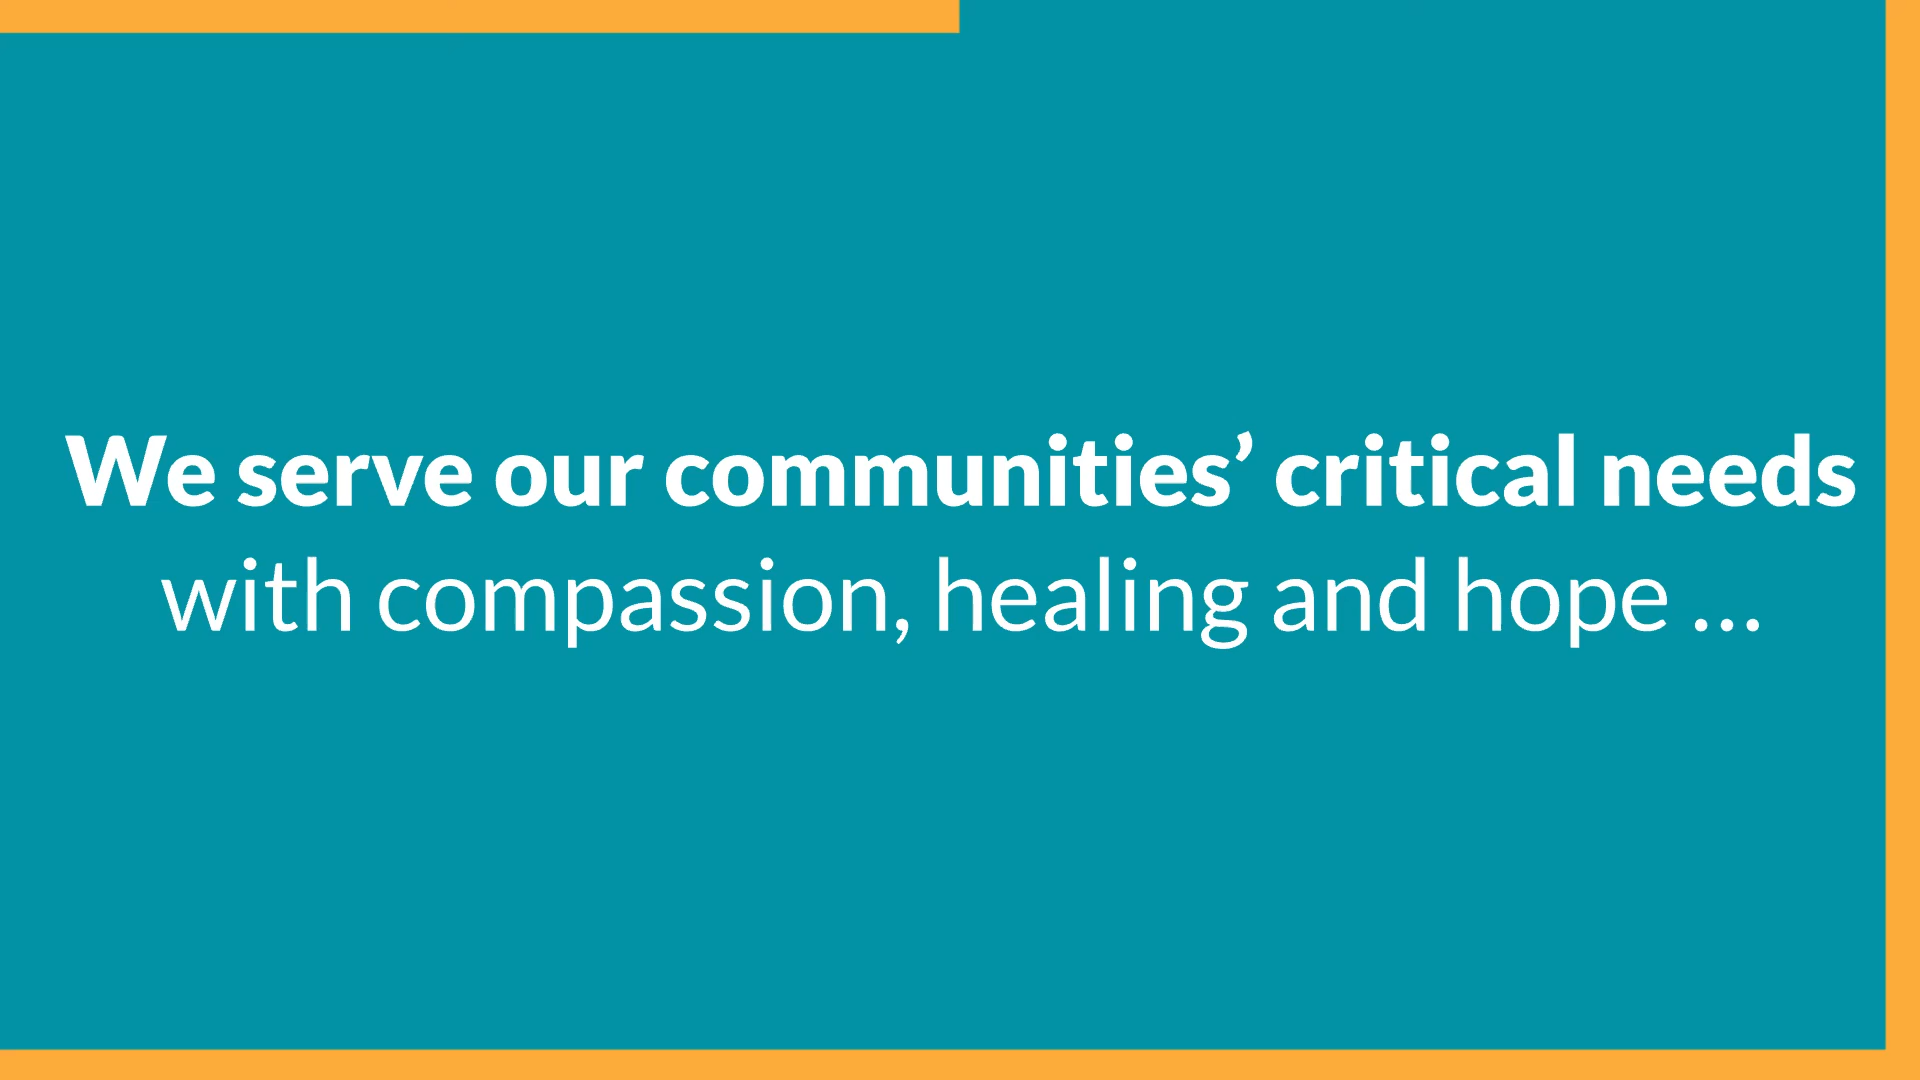 We serve our communities’ critical needs
with compassion, healing and hope ...